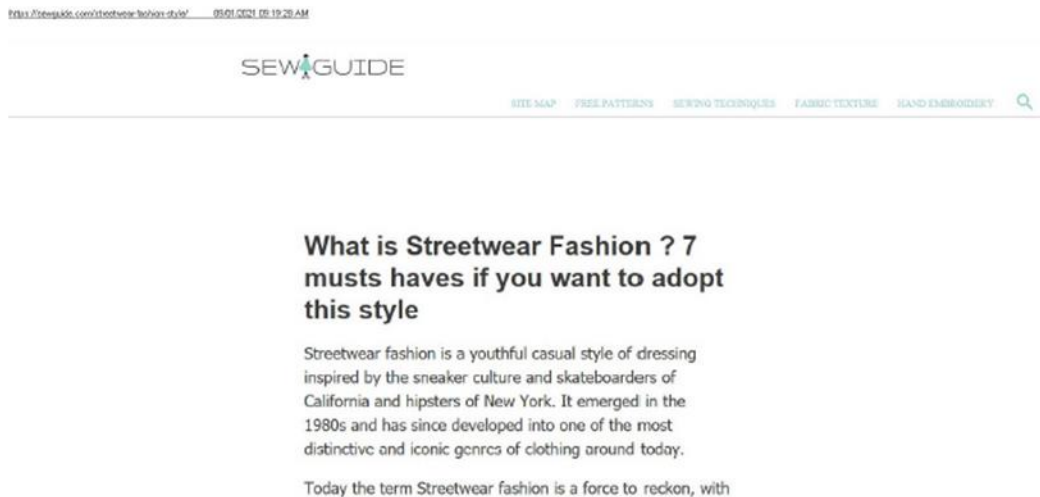 https://sewguide.com/streetwear-fashion-style/ 09/01/2021 09:19:29 AM
SEWGUIDE
SITE MAP FREE PATTERNS SEWING TECHNIQUES FABRIC TEXTURE HAND EMBROIDERY
What is Streetwear Fashion ? 7
musts haves if you want to adopt
this style
Streetwear fashion is a youthful casual style of dressing
inspired by the sneaker culture and skateboarders of
California and hipsters of New York. It emerged in the
1980s and has since developed into one of the most
distinctive and iconic genres of clothing around today.
Today the term Streetwear fashion is a force to reckon, with